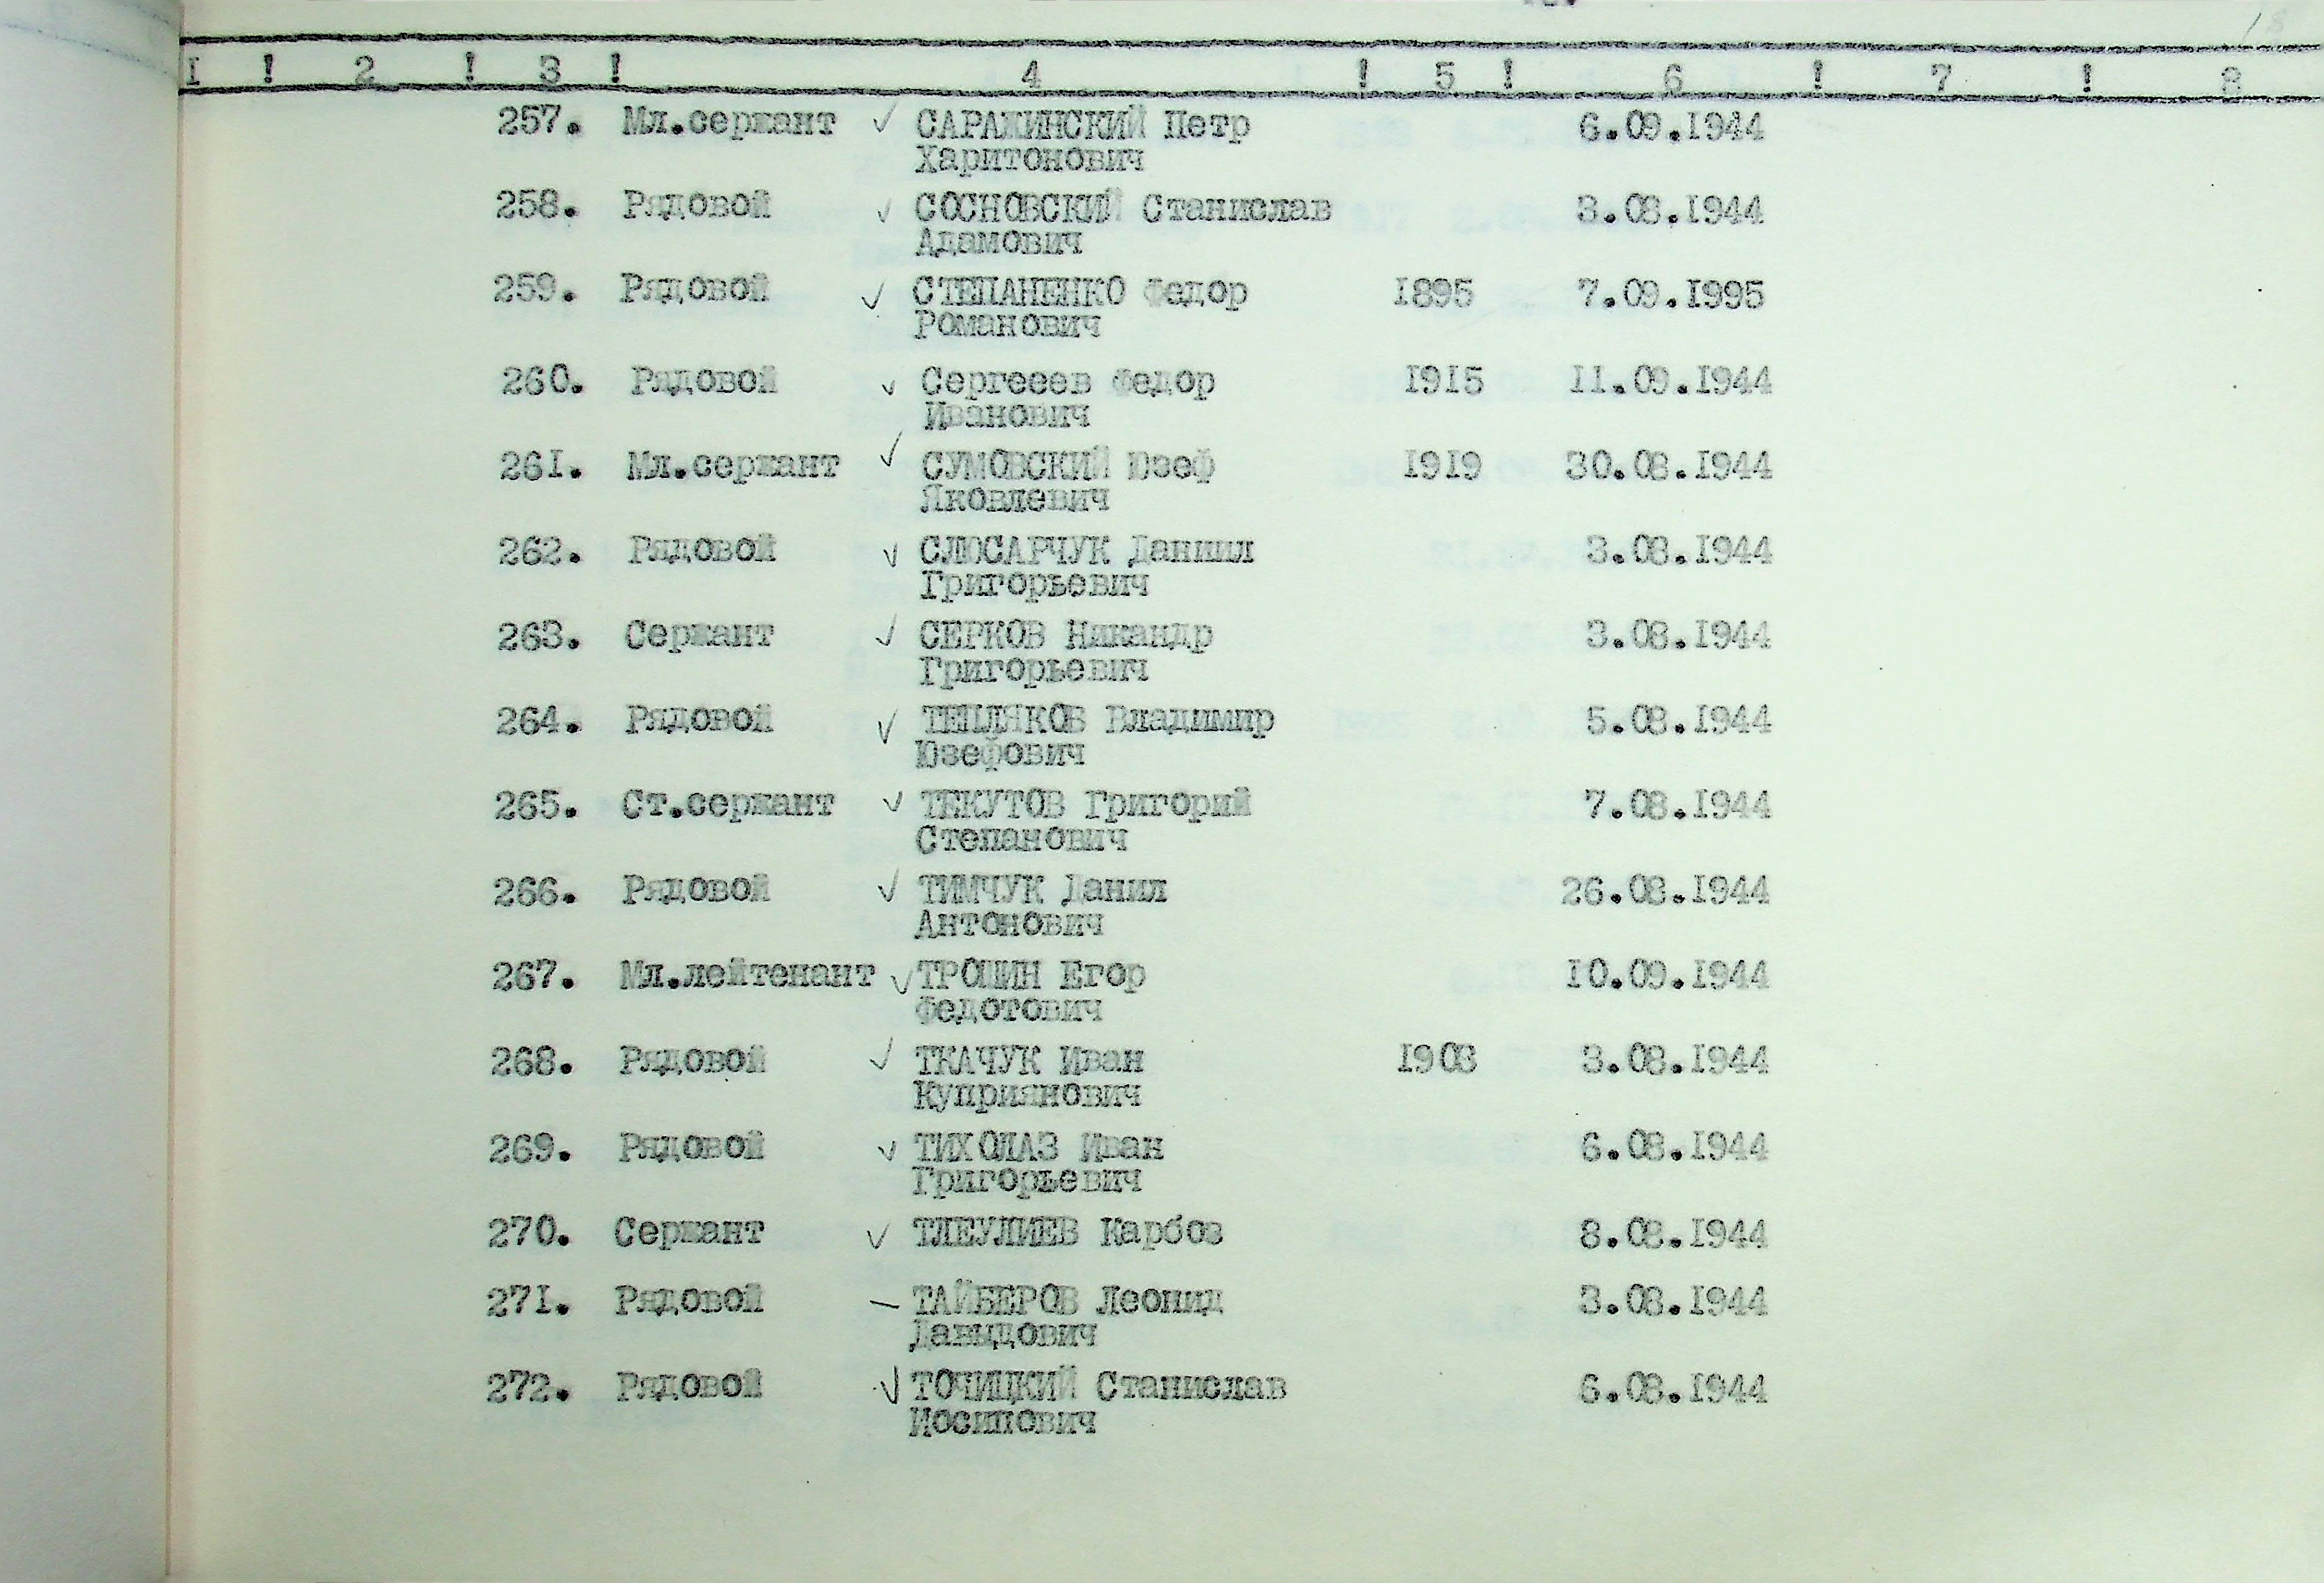 I ! 2 ! 3 ! 4 ! 5 ! 6 ! 7 ! 8
257. Мл.сержант ✓ САРАЖИНСКИЙ Петр 6.09.1944
Харитонович
258. Рядовой ✓ СОСНОВСКИЙ Станислав 3.08.1944
Адамович
259. Рядовой ✓ СТЕПАНЕНКО Федор 1895 7.09.1995
Романович
260. Рядовой ✓ Сергееев Федор 1915 11.09.1944
Иванович
261. Мл.сержант ✓ СУМОВСКИЙ Юзеф 1919 30.08.1944
Яковлевич
262. Рядовой ✓ СЛЮСАРЧУК Даниил 3.08.1944
Григорьевич
263. Сержант ✓ СЕРКОВ Никандр 3.08.1944
Григорьевич
264. Рядовой ✓ ТЕПЛЯКОВ Владимир 5.08.1944
Юзефович
265. Ст.сержант ✓ ТЕКУТОВ Григорий 7.08.1944
Степанович
266. Рядовой ✓ ТИМЧУК Данил 26.08.1944
Антонович
267. Мл.лейтенант ✓ ТРОШИН Егор 10.09.1944
Федотович
268. Рядовой ✓ ТКАЧУК Иван 1903 3.08.1944
Куприянович
269. Рядовой ✓ ТИХОЛАЗ Иван 6.08.1944
Григорьевич
270. Сержант ✓ ТЛЕУЛИЕВ Карбоз 8.08.1944
271. Рядовой — ТАЙБЕРОВ Леонид 3.08.1944
Давыдович
272. Рядовой ✓ ТОЧИЦКИЙ Станислав 6.08.1944
Иосипович